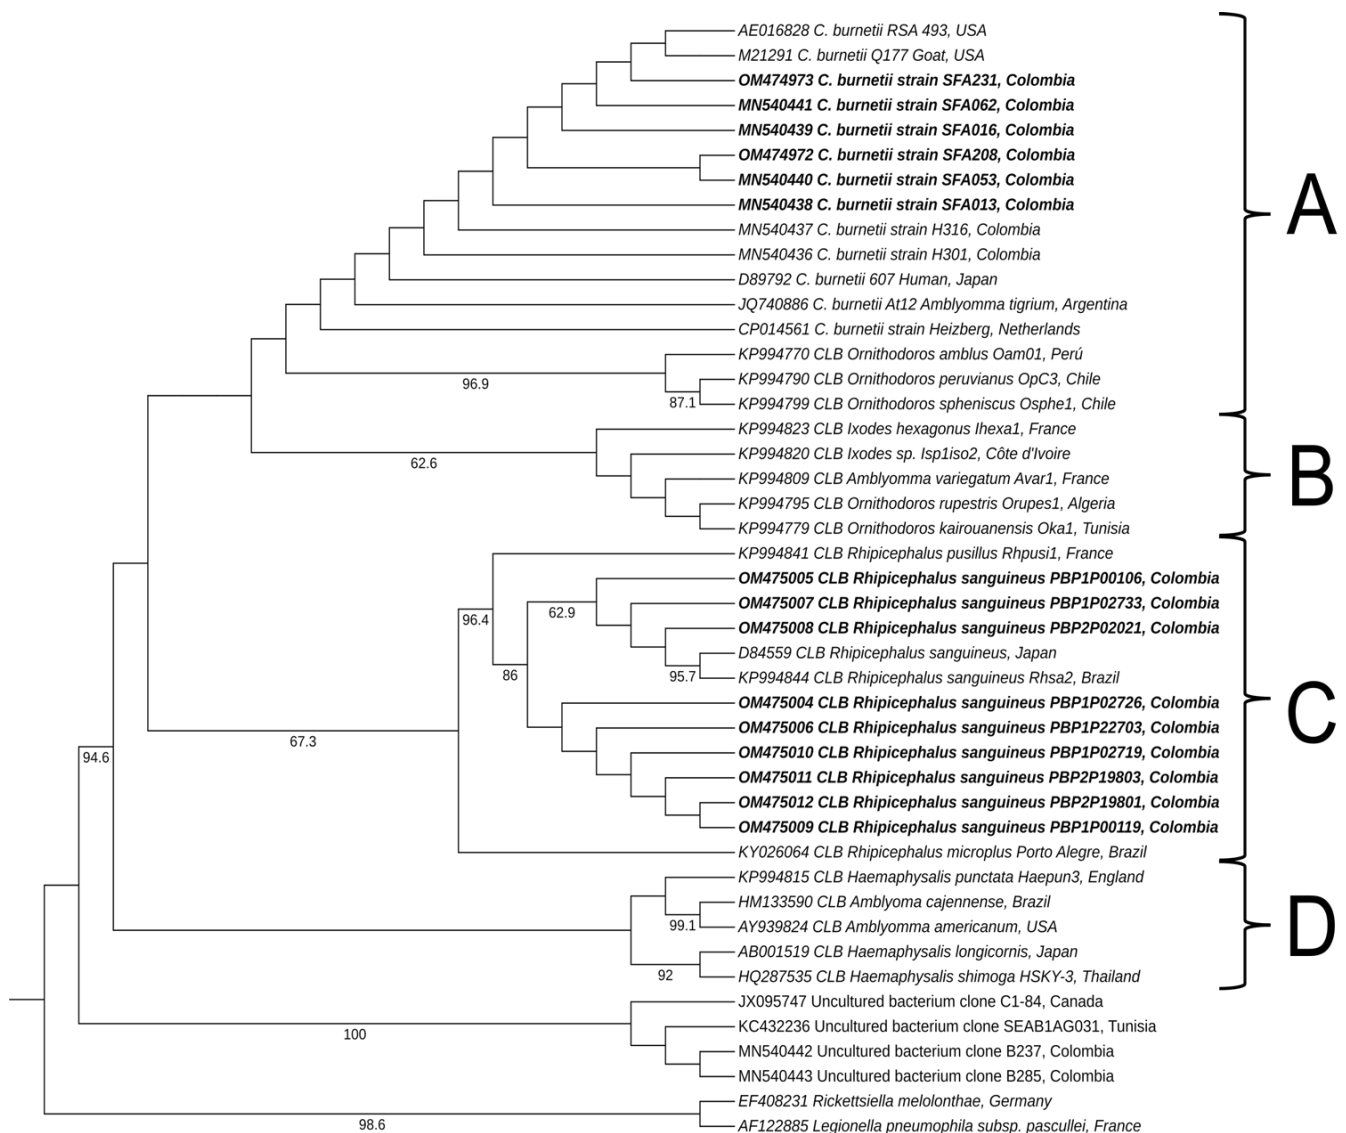 AE016828 C. burnetii RSA 493, USA
M21291 C. burnetii Q177 Goat, USA
OM474973 C. burnetii strain SFA231, Colombia
MN540441 C. burnetii strain SFA062, Colombia
MN540439 C. burnetii strain SFA016, Colombia
OM474972 C. burnetii strain SFA208, Colombia
MN540440 C. burnetii strain SFA053, Colombia
A
MN540438 C. burnetii strain SFA013, Colombia
MN540437 C. burnetii strain H316, Colombia
MN540436 C. burnetii strain H301, Colombia
D89792 C. burnetii 607 Human, Japan
JQ740886 C. burnetii At12 Amblyomma tigrium, Argentina
CP014561 C. burnetii strain Heizberg, Netherlands
KP994770 CLB Ornithodoros amblus Oam01, Perú
96.9
KP994790 CLB Ornithodoros peruvianus OpC3, Chile
87.1
KP994799 CLB Ornithodoros spheniscus Osphe1, Chile
KP994823 CLB Ixodes hexagonus Ihexa1, France
KP994820 CLB Ixodes sp. Isp1iso2, Côte d'Ivoire
62.6
B
KP994809 CLB Amblyomma variegatum Avar1, France
KP994795 CLB Ornithodoros rupestris Orupes1, Algeria
KP994779 CLB Ornithodoros kairouanensis Oka1, Tunisia
KP994841 CLB Rhipicephalus pusillus Rhpusi1, France
OM475005 CLB Rhipicephalus sanguineus PBP1P00106, Colombia
OM475007 CLB Rhipicephalus sanguineus PBP1P02733, Colombia
62.9
96.4
OM475008 CLB Rhipicephalus sanguineus PBP2P02021, Colombia
D84559 CLB Rhipicephalus sanguineus, Japan
86
95.7
KP994844 CLB Rhipicephalus sanguineus Rhsa2, Brazil
OM475004 CLB Rhipicephalus sanguineus PBP1P02726, Colombia
C
OM475006 CLB Rhipicephalus sanguineus PBP1P22703, Colombia
67.3
OM475010 CLB Rhipicephalus sanguineus PBP1P02719, Colombia
94.6
OM475011 CLB Rhipicephalus sanguineus PBP2P19803, Colombia
OM475012 CLB Rhipicephalus sanguineus PBP2P19801, Colombia
OM475009 CLB Rhipicephalus sanguineus PBP1P00119, Colombia
KY026064 CLB Rhipicephalus microplus Porto Alegre, Brazil
KP994815 CLB Haemaphysalis punctata Haepun3, England
HM133590 CLB Amblyoma cajennense, Brazil
99.1
AY939824 CLB Amblyomma americanum, USA
D
AB001519 CLB Haemaphysalis longicornis, Japan
92
HQ287535 CLB Haemaphysalis shimoga HSKY-3, Thailand
JX095747 Uncultured bacterium clone C1-84, Canada
KC432236 Uncultured bacterium clone SEAB1AG031, Tunisia
100
MN540442 Uncultured bacterium clone B237, Colombia
MN540443 Uncultured bacterium clone B285, Colombia
EF408231 Rickettsiella melolonthae, Germany
98.6
AF122885 Legionella pneumophila subsp. pascullei, France